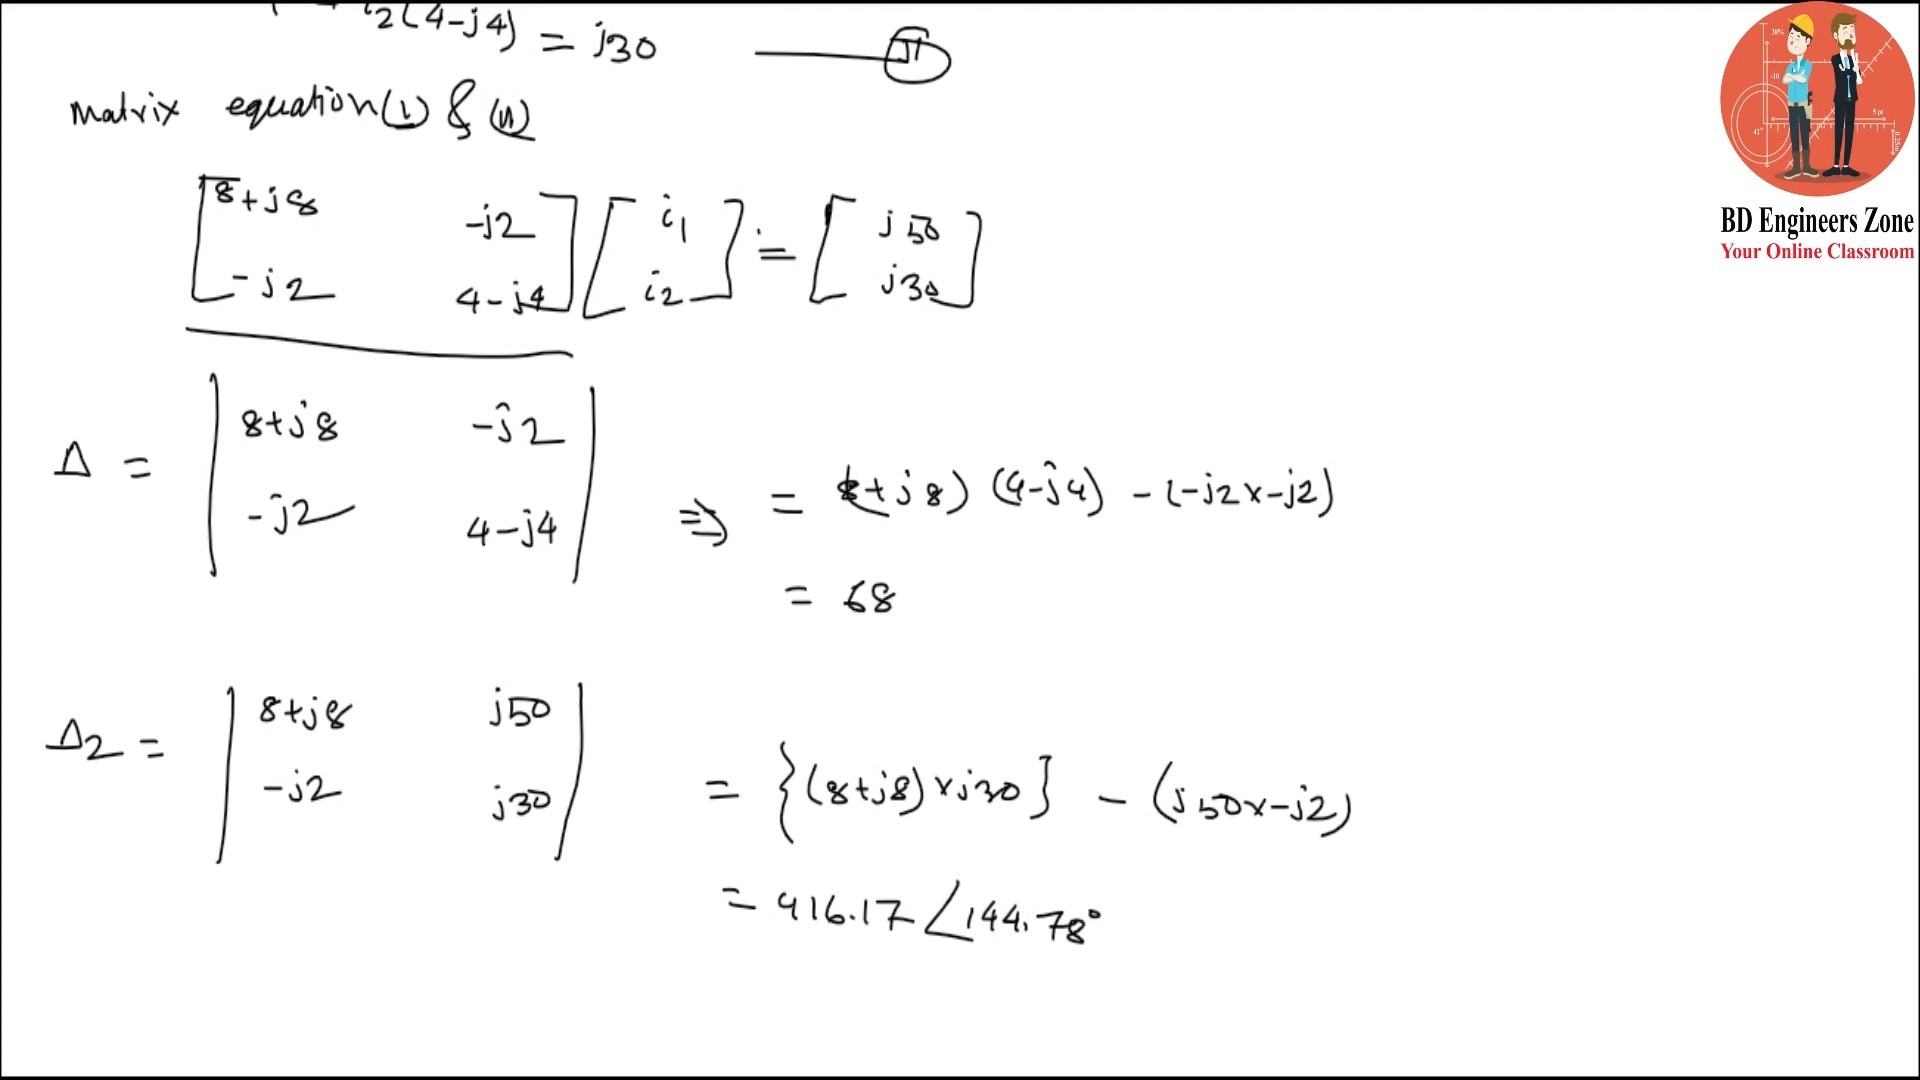 i2(4-j4) = j30 — II
Matrix equation (i) & (ii)
[8+j8 -j2] [i1] = [j50]
[-j2 4-j4] [i2] [j30]
Δ = |8+j8 -j2|
|-j2 4-j4| ⇒ = (8+j8) (4-j4) - (-j2×-j2)
= 68
Δ2 = |8+j8 j50|
|-j2 j30| = {(8+j8)×j30} - (j50×-j2)
= 416.17∠144.78°
BD Engineers Zone
Your Online Classroom